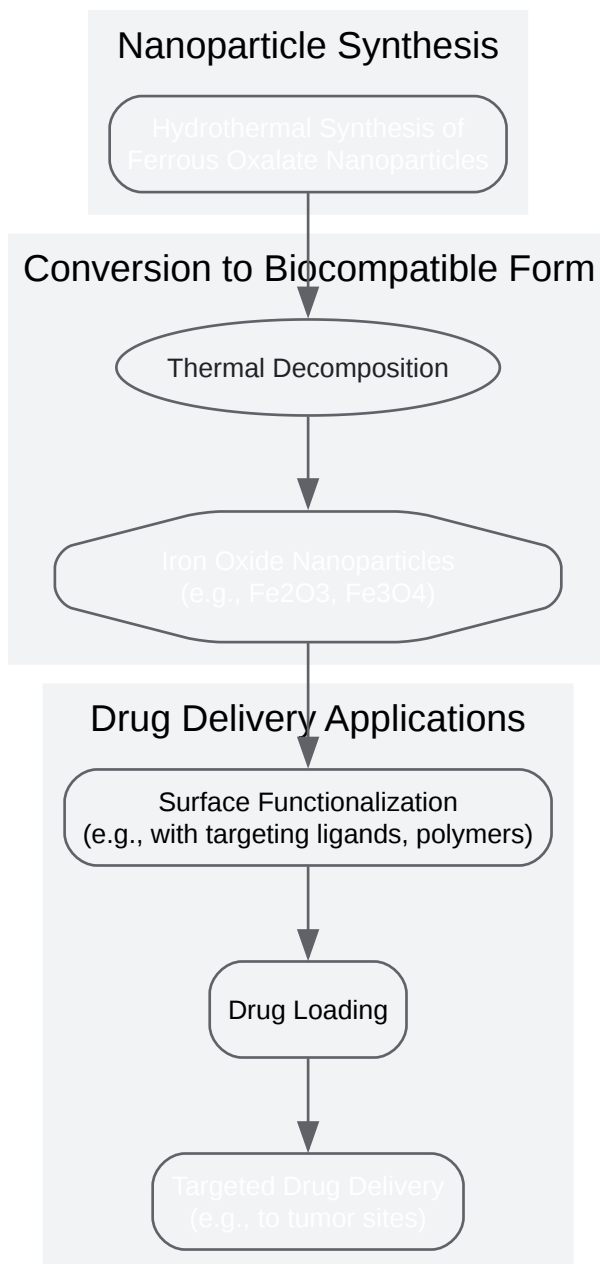 Nanoparticle Synthesis
Hydrothermal Synthesis of
Ferrous Oxalate Nanoparticles
Conversion to Biocompatible Form
Thermal Decomposition
Iron Oxide Nanoparticles
(e.g., Fe2O3, Fe3O4)
Drug Delivery Applications
Surface Functionalization
(e.g., with targeting ligands, polymers)
Drug Loading
Targeted Drug Delivery
(e.g., to tumor sites)